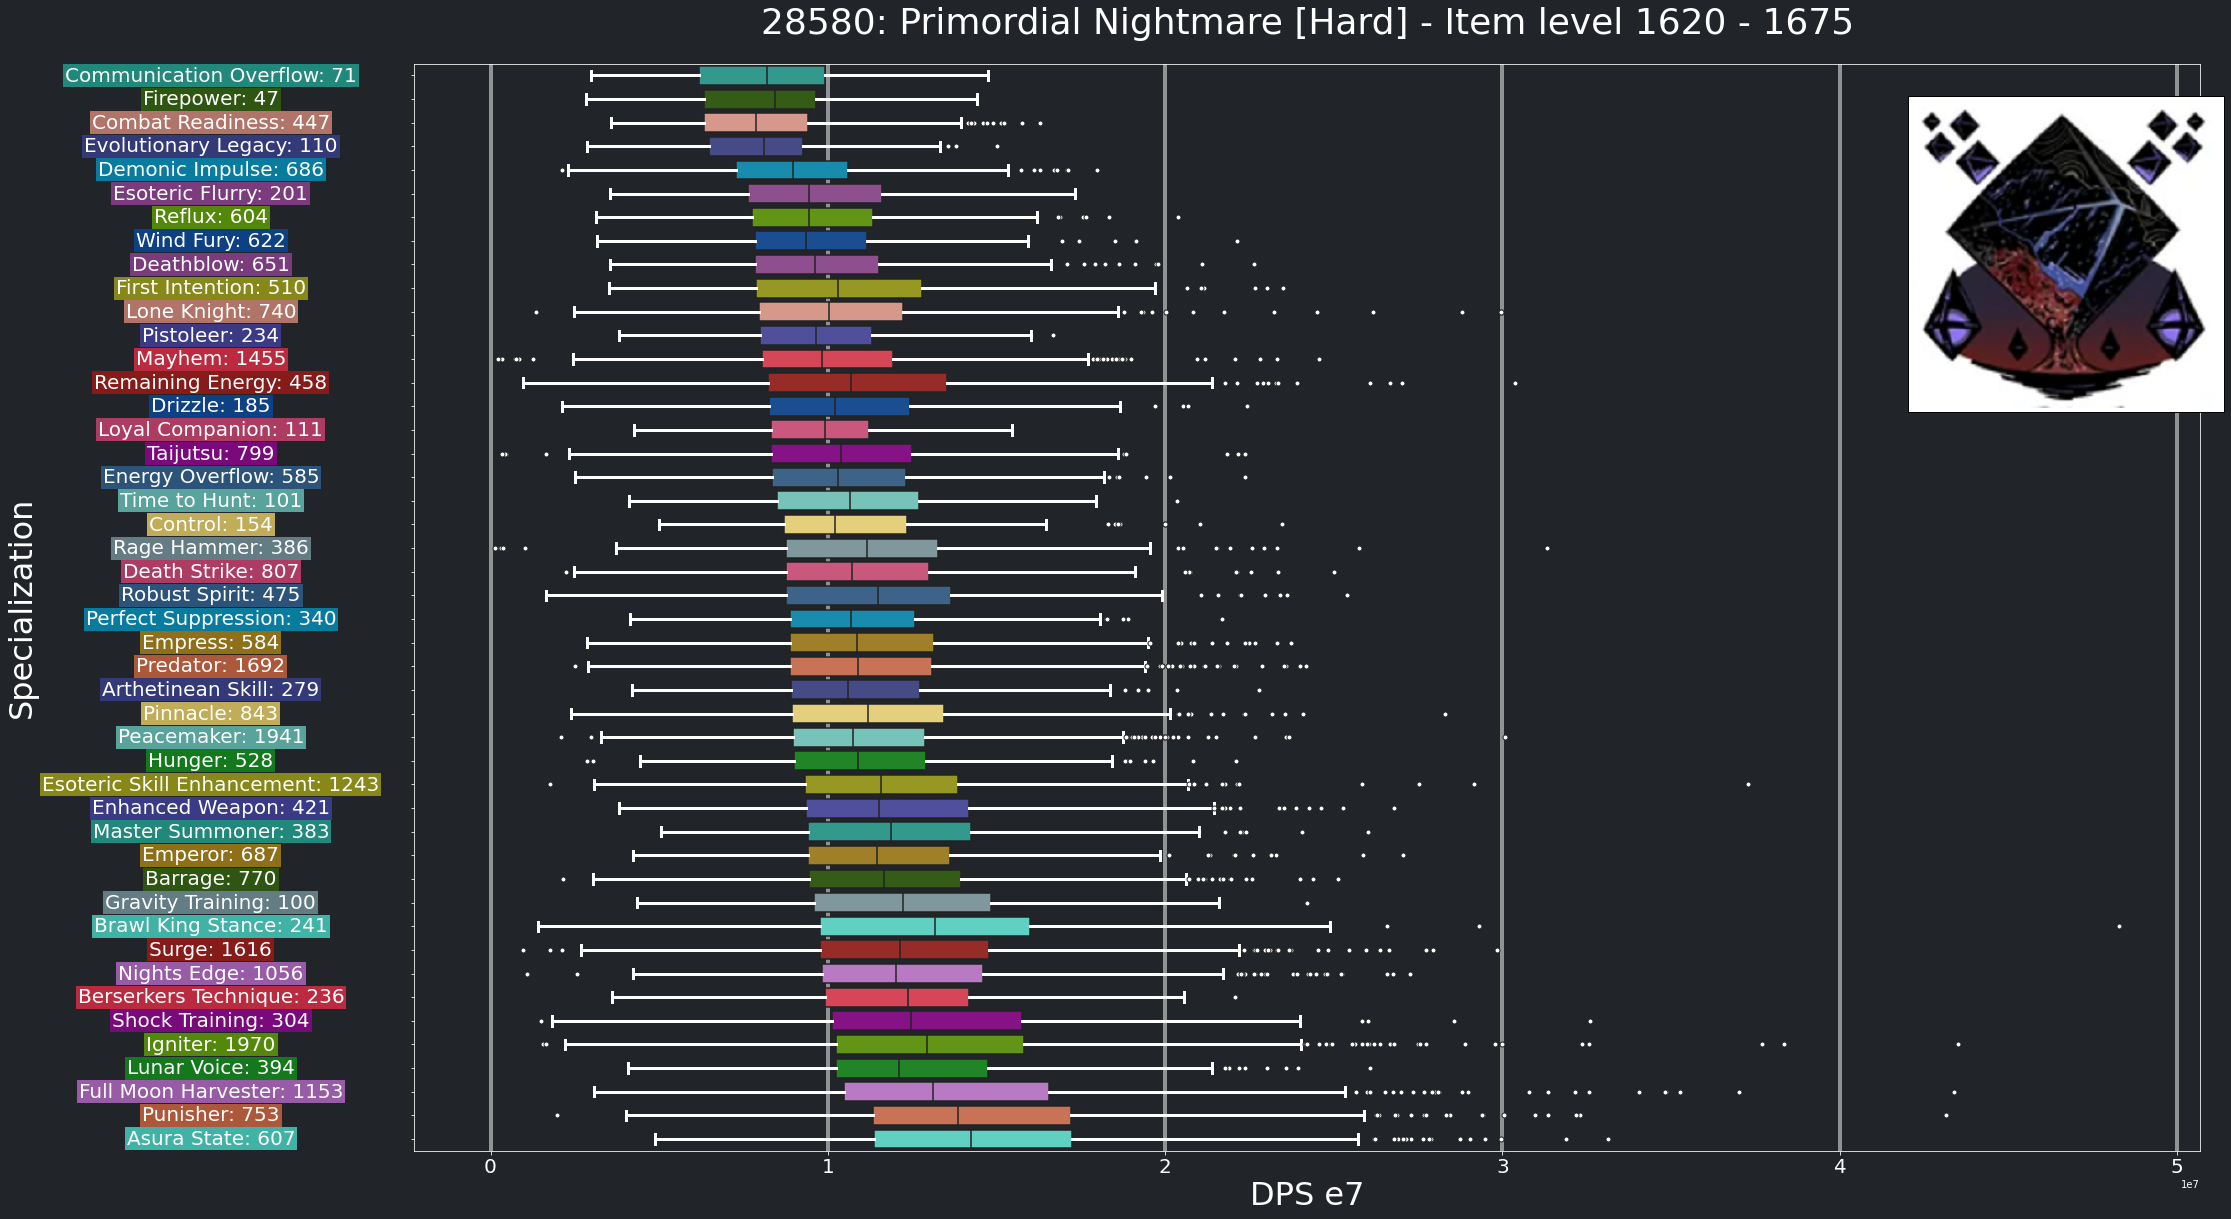 28580: Primordial Nightmare [Hard] - Item level 1620 - 1675
Communication Overflow: 71
Firepower: 47
Combat Readiness: 447
Evolutionary Legacy: 110
Demonic Impulse: 686
Esoteric Flurry: 201
Reflux: 604
Wind Fury: 622
Deathblow: 651
First Intention: 510
Lone Knight: 740
Pistoleer: 234
Mayhem: 1455
Remaining Energy: 458
Drizzle: 185
Loyal Companion: 111
Taijutsu: 799
Energy Overflow: 585
Time to Hunt: 101
Control: 154
Rage Hammer: 386
Death Strike: 807
Robust Spirit: 475
Perfect Suppression: 340
Empress: 584
Predator: 1692
Arthetinean Skill: 279
Pinnacle: 843
Peacemaker: 1941
Hunger: 528
Esoteric Skill Enhancement: 1243
Enhanced Weapon: 421
Master Summoner: 383
Emperor: 687
Barrage: 770
Gravity Training: 100
Brawl King Stance: 241
Surge: 1616
Nights Edge: 1056
Berserkers Technique: 236
Shock Training: 304
Igniter: 1970
Lunar Voice: 394
Full Moon Harvester: 1153
Punisher: 753
Asura State: 607
Specialization
0 1 2 3 4 5
1e7
DPS e7